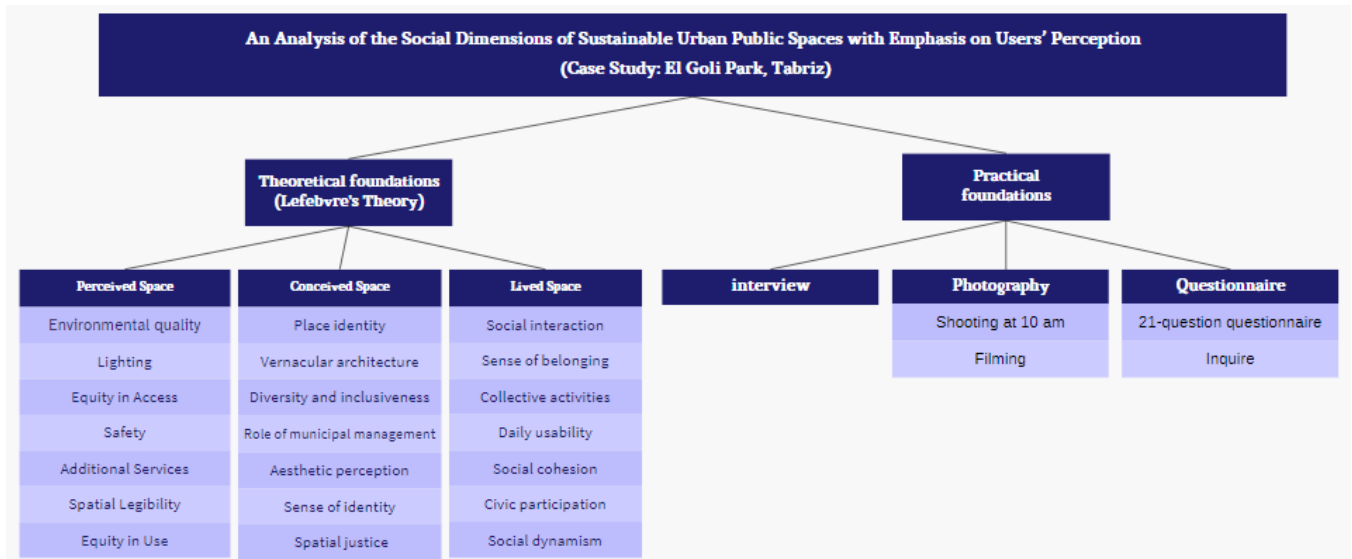 An Analysis of the Social Dimensions of Sustainable Urban Public Spaces with Emphasis on Users' Perception
(Case Study: El Goli Park, Tabriz)
Theoretical foundations
(Lefebvre's Theory)
Practical
foundations
Perceived Space
Environmental quality
Lighting
Equity in Access
Safety
Additional Services
Spatial Legibility
Equity in Use
Conceived Space
Place identity
Vernacular architecture
Diversity and inclusiveness
Role of municipal management
Aesthetic perception
Sense of identity
Spatial justice
Lived Space
Social interaction
Sense of belonging
Collective activities
Daily usability
Social cohesion
Civic participation
Social dynamism
interview
Photography
Shooting at 10 am
Filming
Questionnaire
21-question questionnaire
Inquire